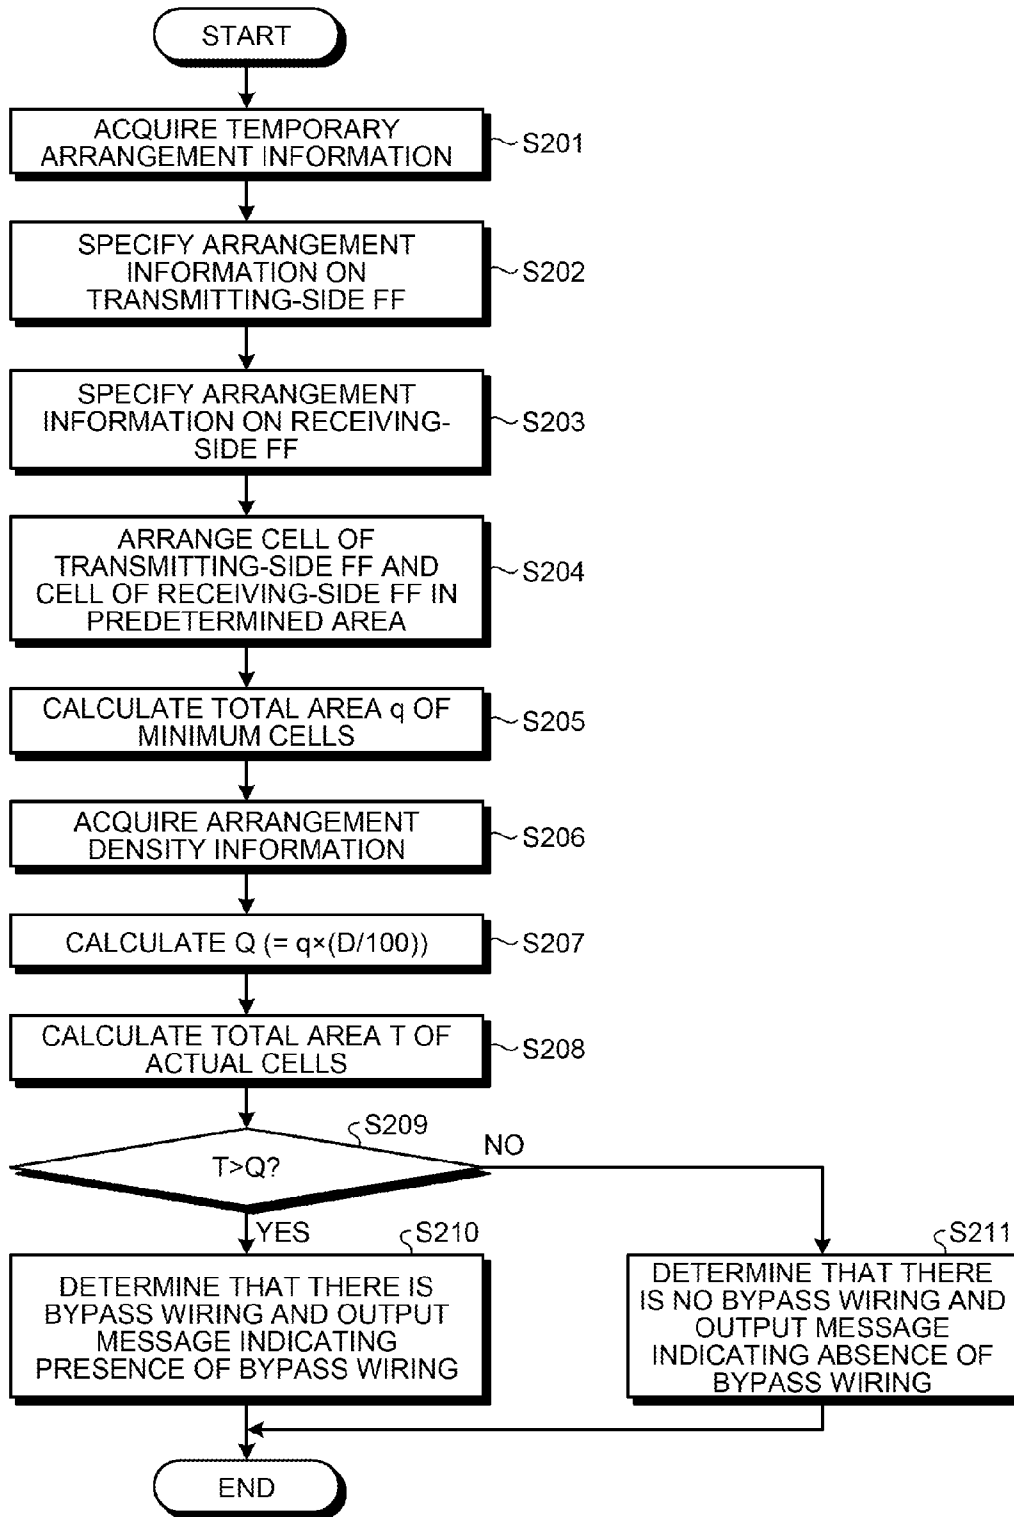 START
ACQUIRE TEMPORARY
ARRANGEMENT INFORMATION
S201
SPECIFY ARRANGEMENT
INFORMATION ON
TRANSMITTING-SIDE FF
S202
SPECIFY ARRANGEMENT
INFORMATION ON RECEIVING-
SIDE FF
S203
ARRANGE CELL OF
TRANSMITTING-SIDE FF AND
CELL OF RECEIVING-SIDE FF IN
PREDETERMINED AREA
S204
CALCULATE TOTAL AREA q OF
MINIMUM CELLS
S205
ACQUIRE ARRANGEMENT
DENSITY INFORMATION
S206
CALCULATE Q (= q×(D/100))
S207
CALCULATE TOTAL AREA T OF
ACTUAL CELLS
S208
S209
T>Q?
NO
YES
S210
DETERMINE THAT THERE IS
BYPASS WIRING AND OUTPUT
MESSAGE INDICATING
PRESENCE OF BYPASS WIRING
S211
DETERMINE THAT THERE
IS NO BYPASS WIRING AND
OUTPUT MESSAGE
INDICATING ABSENCE OF
BYPASS WIRING
END